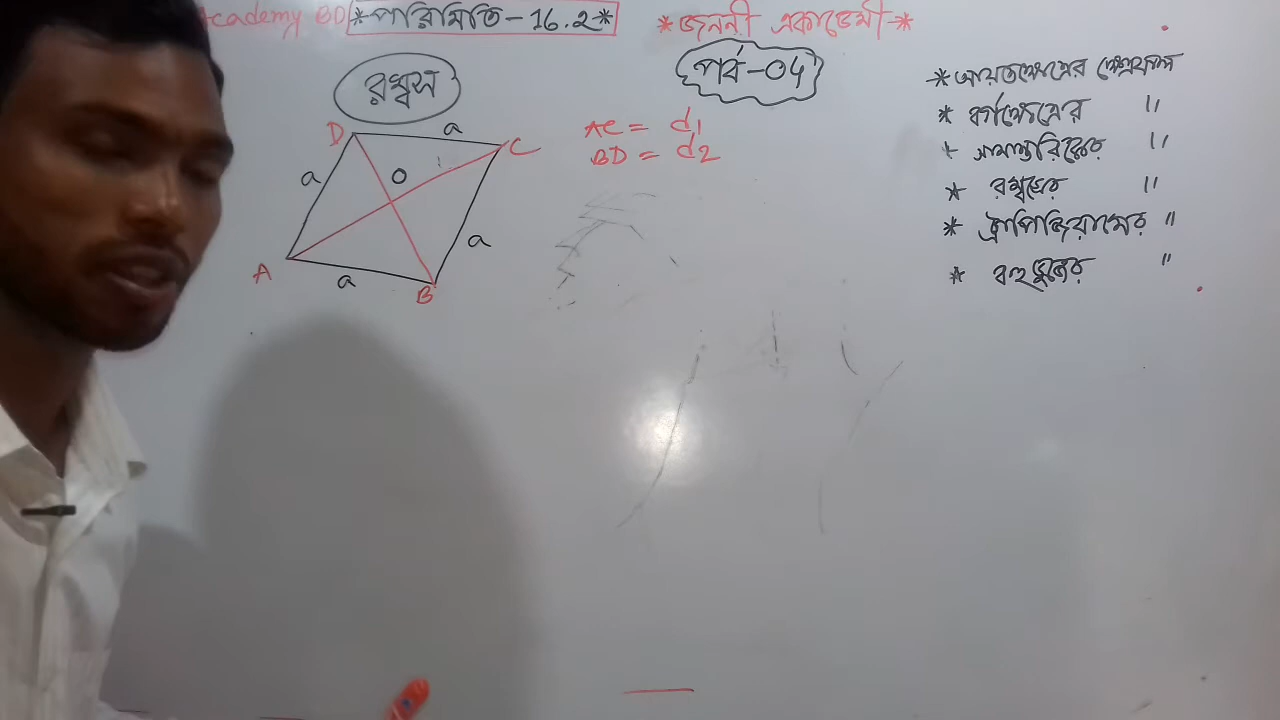 Academy BD *পরিমিতি-16.2* *জননী একাডেমী*
রম্বস
পর্ব-04
D a C
a O a
A a B
AC = d1
BD = d2
*আয়তক্ষেত্রের ক্ষেত্রফল
* বর্গক্ষেত্রের "
* সামান্তরিকের "
* রম্বসের "
* ট্রাপিজিয়ামের "
* বহুভুজের "